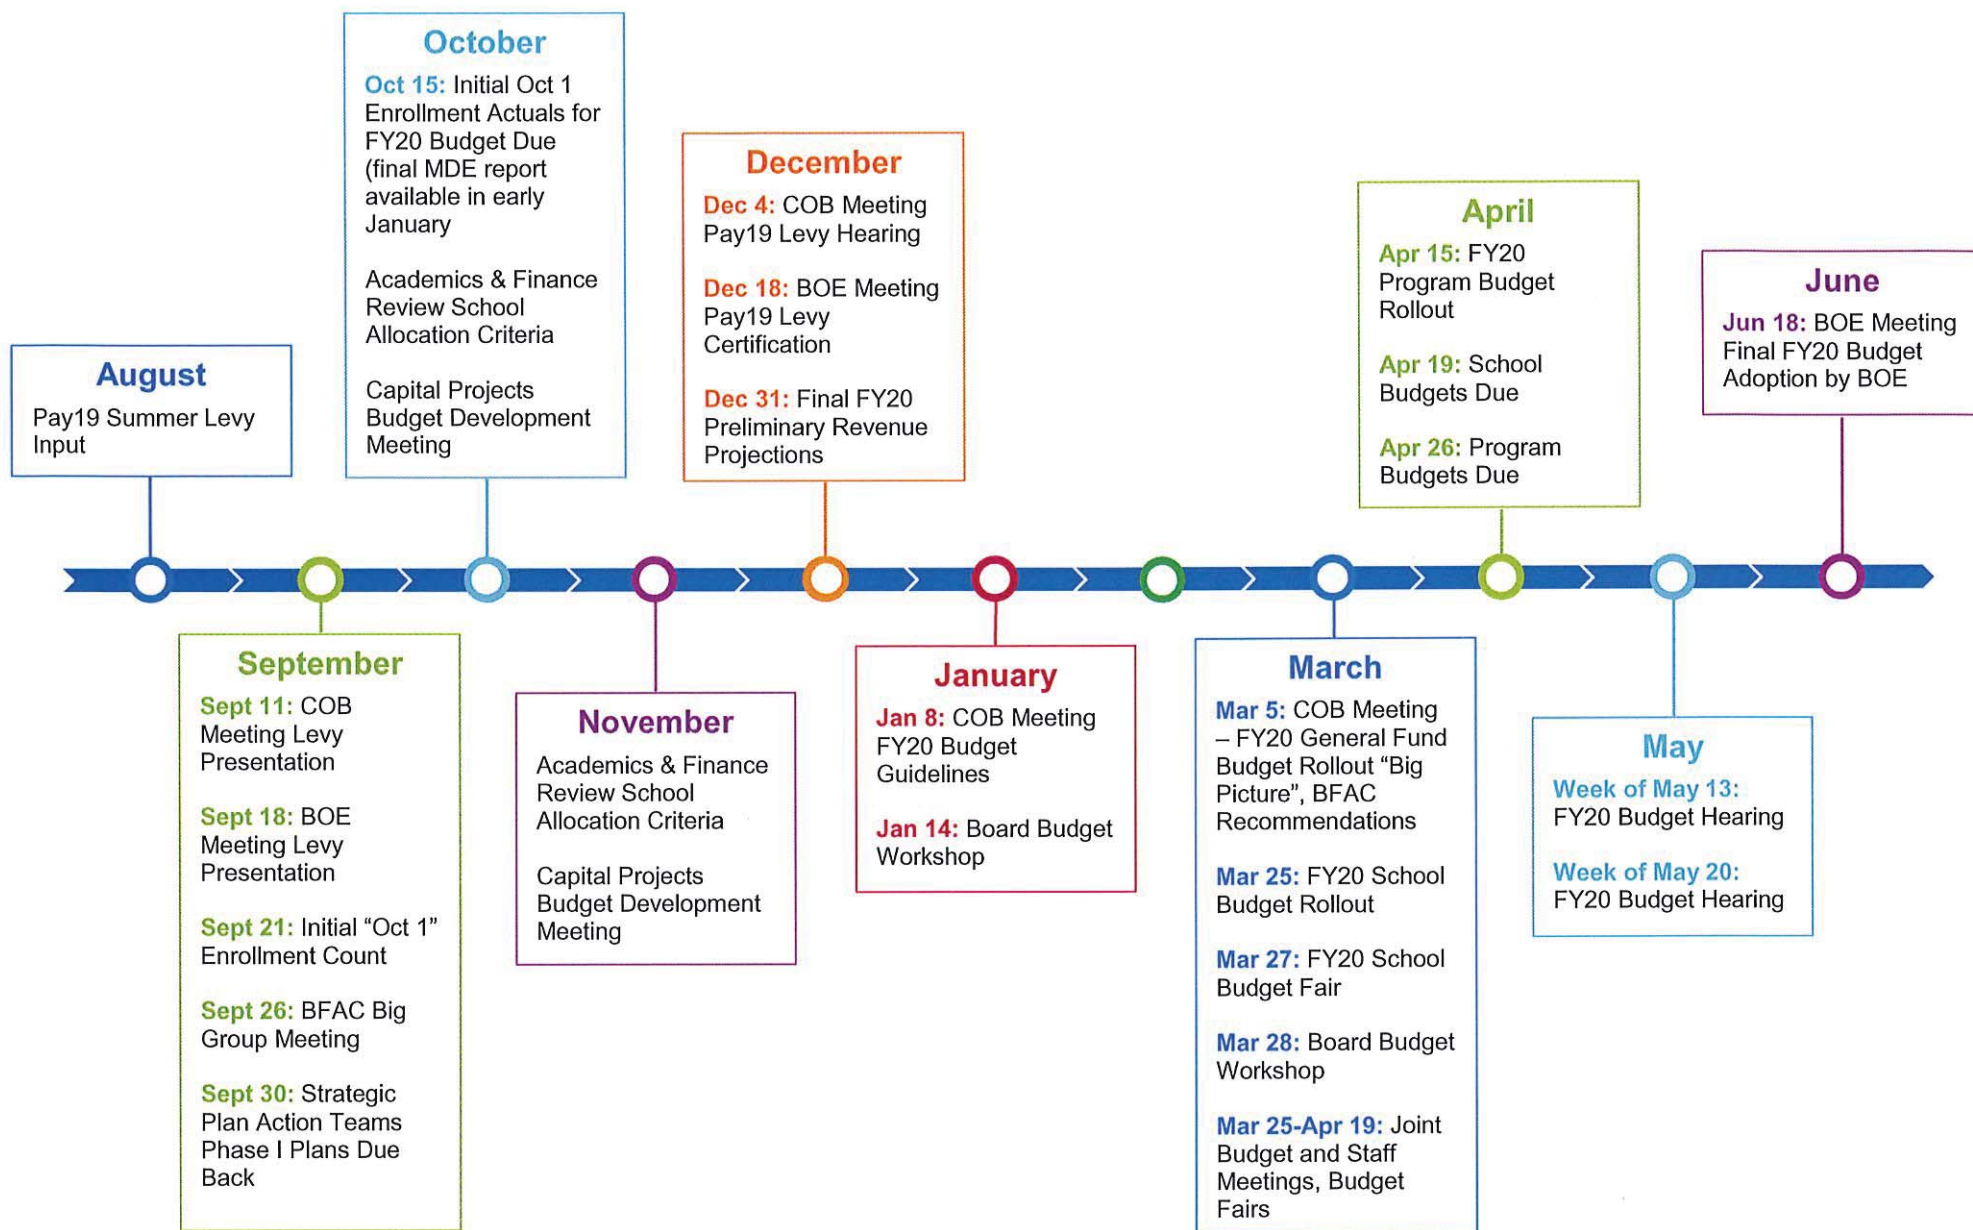 August
Pay19 Summer Levy
Input
September
Sept 11: COB
Meeting Levy
Presentation
Sept 18: BOE
Meeting Levy
Presentation
Sept 21: Initial “Oct 1”
Enrollment Count
Sept 26: BFAC Big
Group Meeting
Sept 30: Strategic
Plan Action Teams
Phase I Plans Due
Back
October
Oct 15: Initial Oct 1
Enrollment Actuals for
FY20 Budget Due
(final MDE report
available in early
January
Academics & Finance
Review School
Allocation Criteria
Capital Projects
Budget Development
Meeting
November
Academics & Finance
Review School
Allocation Criteria
Capital Projects
Budget Development
Meeting
December
Dec 4: COB Meeting
Pay19 Levy Hearing
Dec 18: BOE Meeting
Pay19 Levy
Certification
Dec 31: Final FY20
Preliminary Revenue
Projections
January
Jan 8: COB Meeting
FY20 Budget
Guidelines
Jan 14: Board Budget
Workshop
March
Mar 5: COB Meeting
– FY20 General Fund
Budget Rollout “Big
Picture”, BFAC
Recommendations
Mar 25: FY20 School
Budget Rollout
Mar 27: FY20 School
Budget Fair
Mar 28: Board Budget
Workshop
Mar 25-Apr 19: Joint
Budget and Staff
Meetings, Budget
Fairs
April
Apr 15: FY20
Program Budget
Rollout
Apr 19: School
Budgets Due
Apr 26: Program
Budgets Due
May
Week of May 13:
FY20 Budget Hearing
Week of May 20:
FY20 Budget Hearing
June
Jun 18: BOE Meeting
Final FY20 Budget
Adoption by BOE